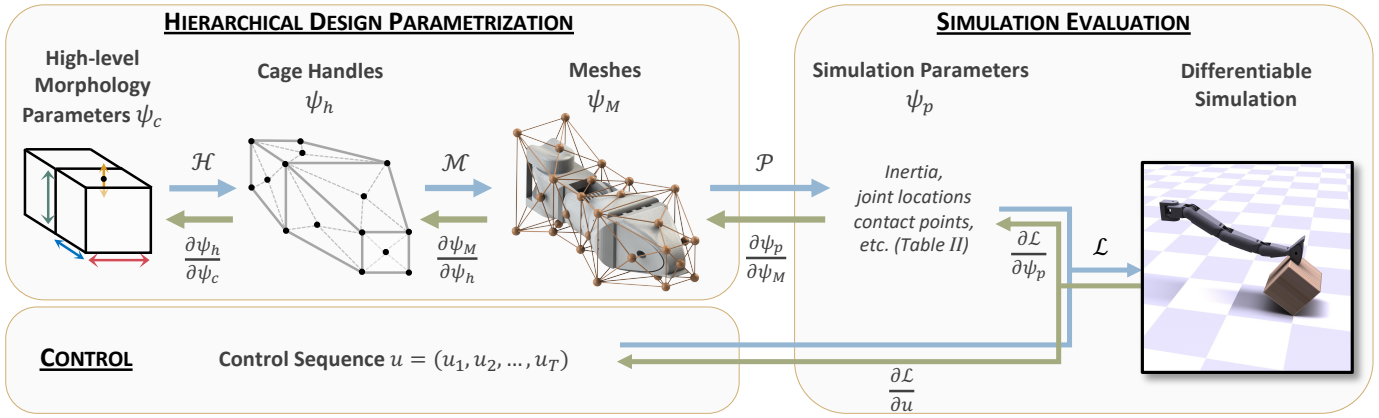 HIERARCHICAL DESIGN PARAMETRIZATION
High-level
Morphology
Parameters ψ_c
Cage Handles
ψ_h
Meshes
ψ_M
ℋ
ℳ
𝒫
∂ψ_h
∂ψ_c
∂ψ_M
∂ψ_h
∂ψ_p
∂ψ_M
SIMULATION EVALUATION
Simulation Parameters
ψ_p
Differentiable
Simulation
Inertia,
joint locations
contact points,
etc. (Table II)
∂ℒ
∂ψ_p
ℒ
CONTROL
Control Sequence u = (u_1, u_2, … , u_T)
∂ℒ
∂u